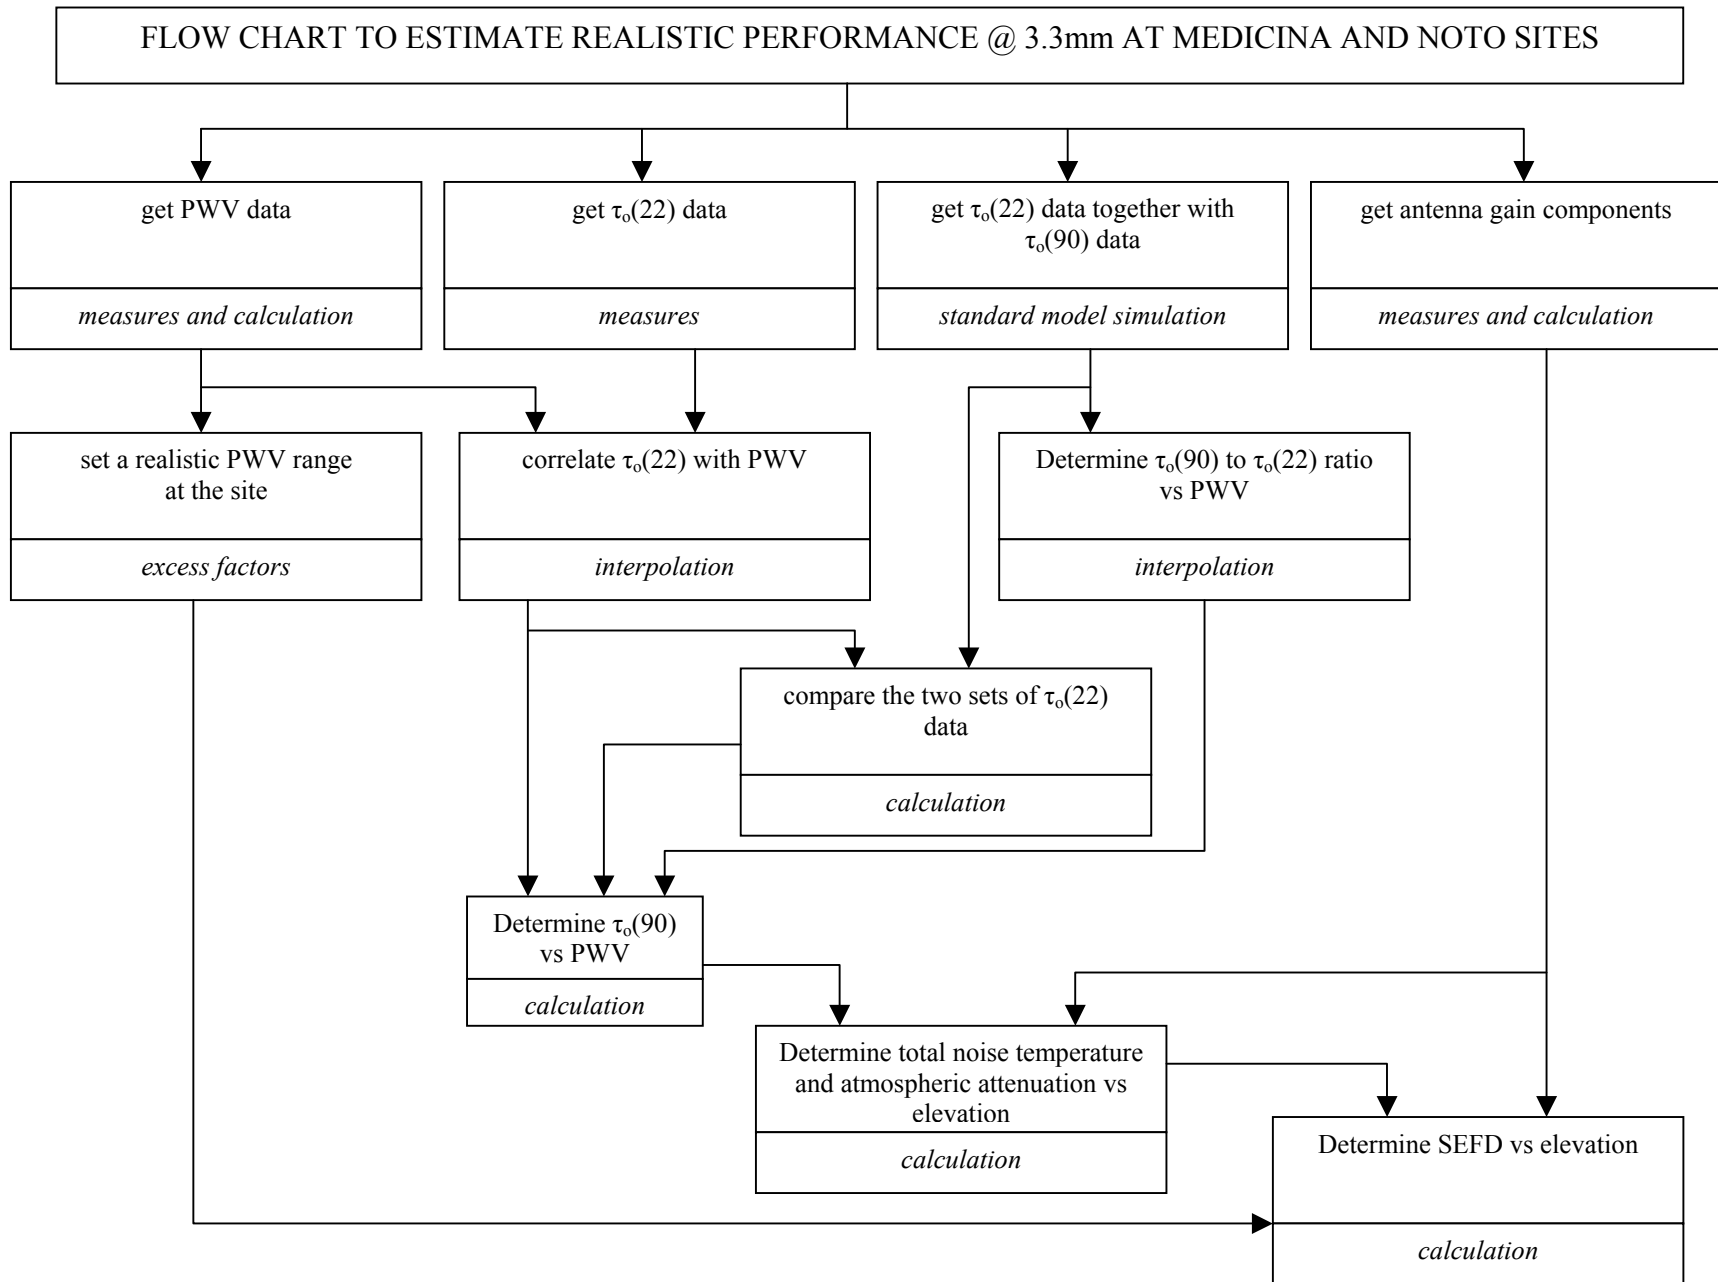 FLOW CHART TO ESTIMATE REALISTIC PERFORMANCE @ 3.3mm AT MEDICINA AND NOTO SITES
get PWV data
measures and calculation
get τo(22) data
measures
get τo(22) data together with
τo(90) data
standard model simulation
get antenna gain components
measures and calculation
set a realistic PWV range
at the site
excess factors
correlate τo(22) with PWV
interpolation
Determine τo(90) to τo(22) ratio
vs PWV
interpolation
compare the two sets of τo(22)
data
calculation
Determine τo(90)
vs PWV
calculation
Determine total noise temperature
and atmospheric attenuation vs
elevation
calculation
Determine SEFD vs elevation
calculation